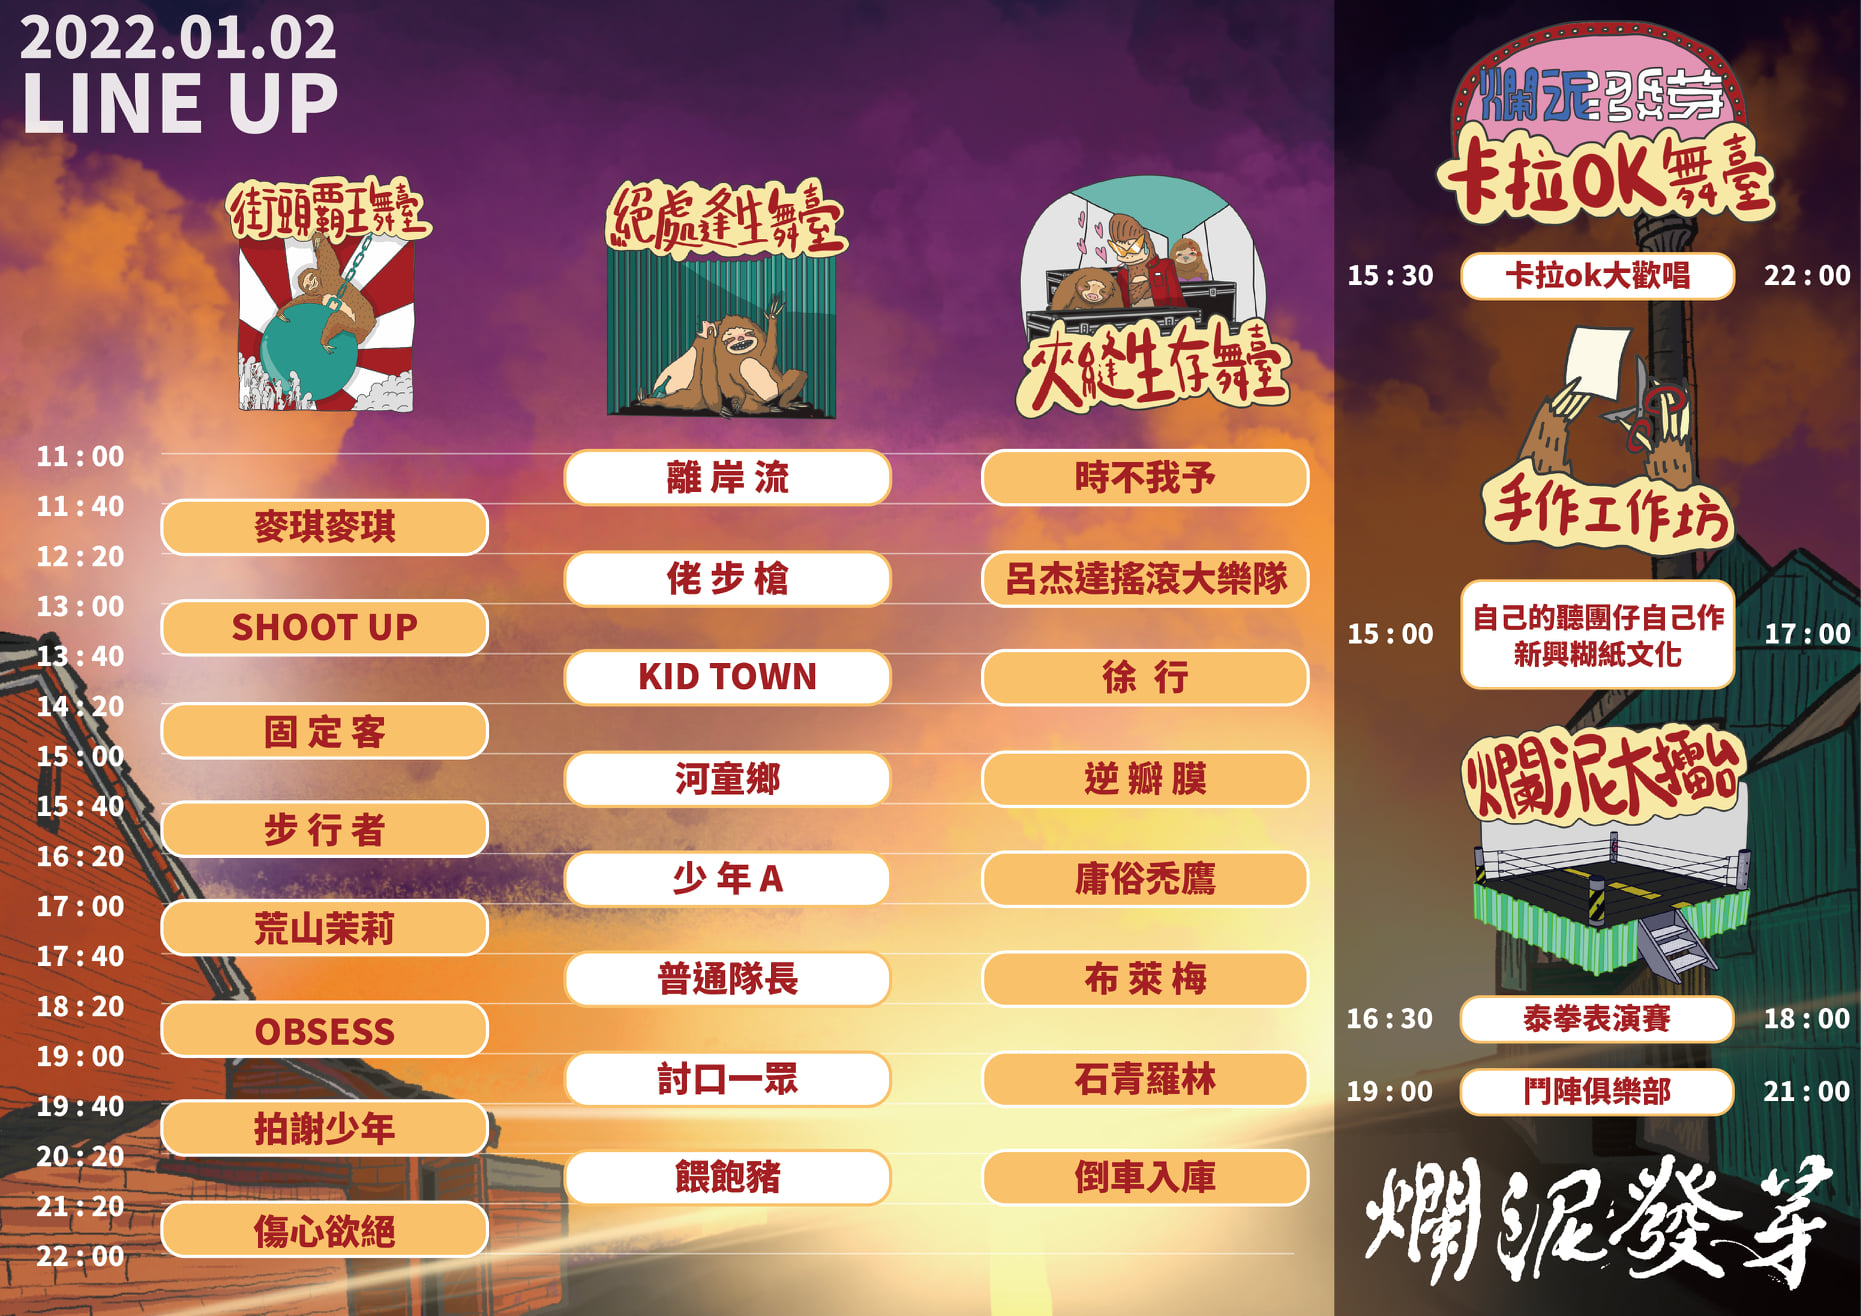 2022.01.02
LINE UP
街頭霸王舞臺
絕處逢生舞臺
夾縫生存舞臺
11:00
離岸流
時不我予
11:40
麥琪麥琪
12:20
佬步槍
呂杰達搖滾大樂隊
13:00
SHOOT UP
13:40
KID TOWN
徐 行
14:20
固定客
15:00
河童鄉
逆瓣膜
15:40
步行者
16:20
少年A
庸俗禿鷹
17:00
荒山茉莉
17:40
普通隊長
布萊梅
18:20
OBSESS
19:00
討口一眾
石青羅林
19:40
拍謝少年
20:20
餵飽豬
倒車入庫
21:20
傷心欲絕
22:00
爛泥發芽
卡拉OK舞臺
15:30 卡拉ok大歡唱 22:00
手作工作坊
15:00 自己的聽團仔自己作 17:00
新興糊紙文化
爛泥大擂台
16:30 泰拳表演賽 18:00
19:00 鬥陣俱樂部 21:00
爛泥發芽